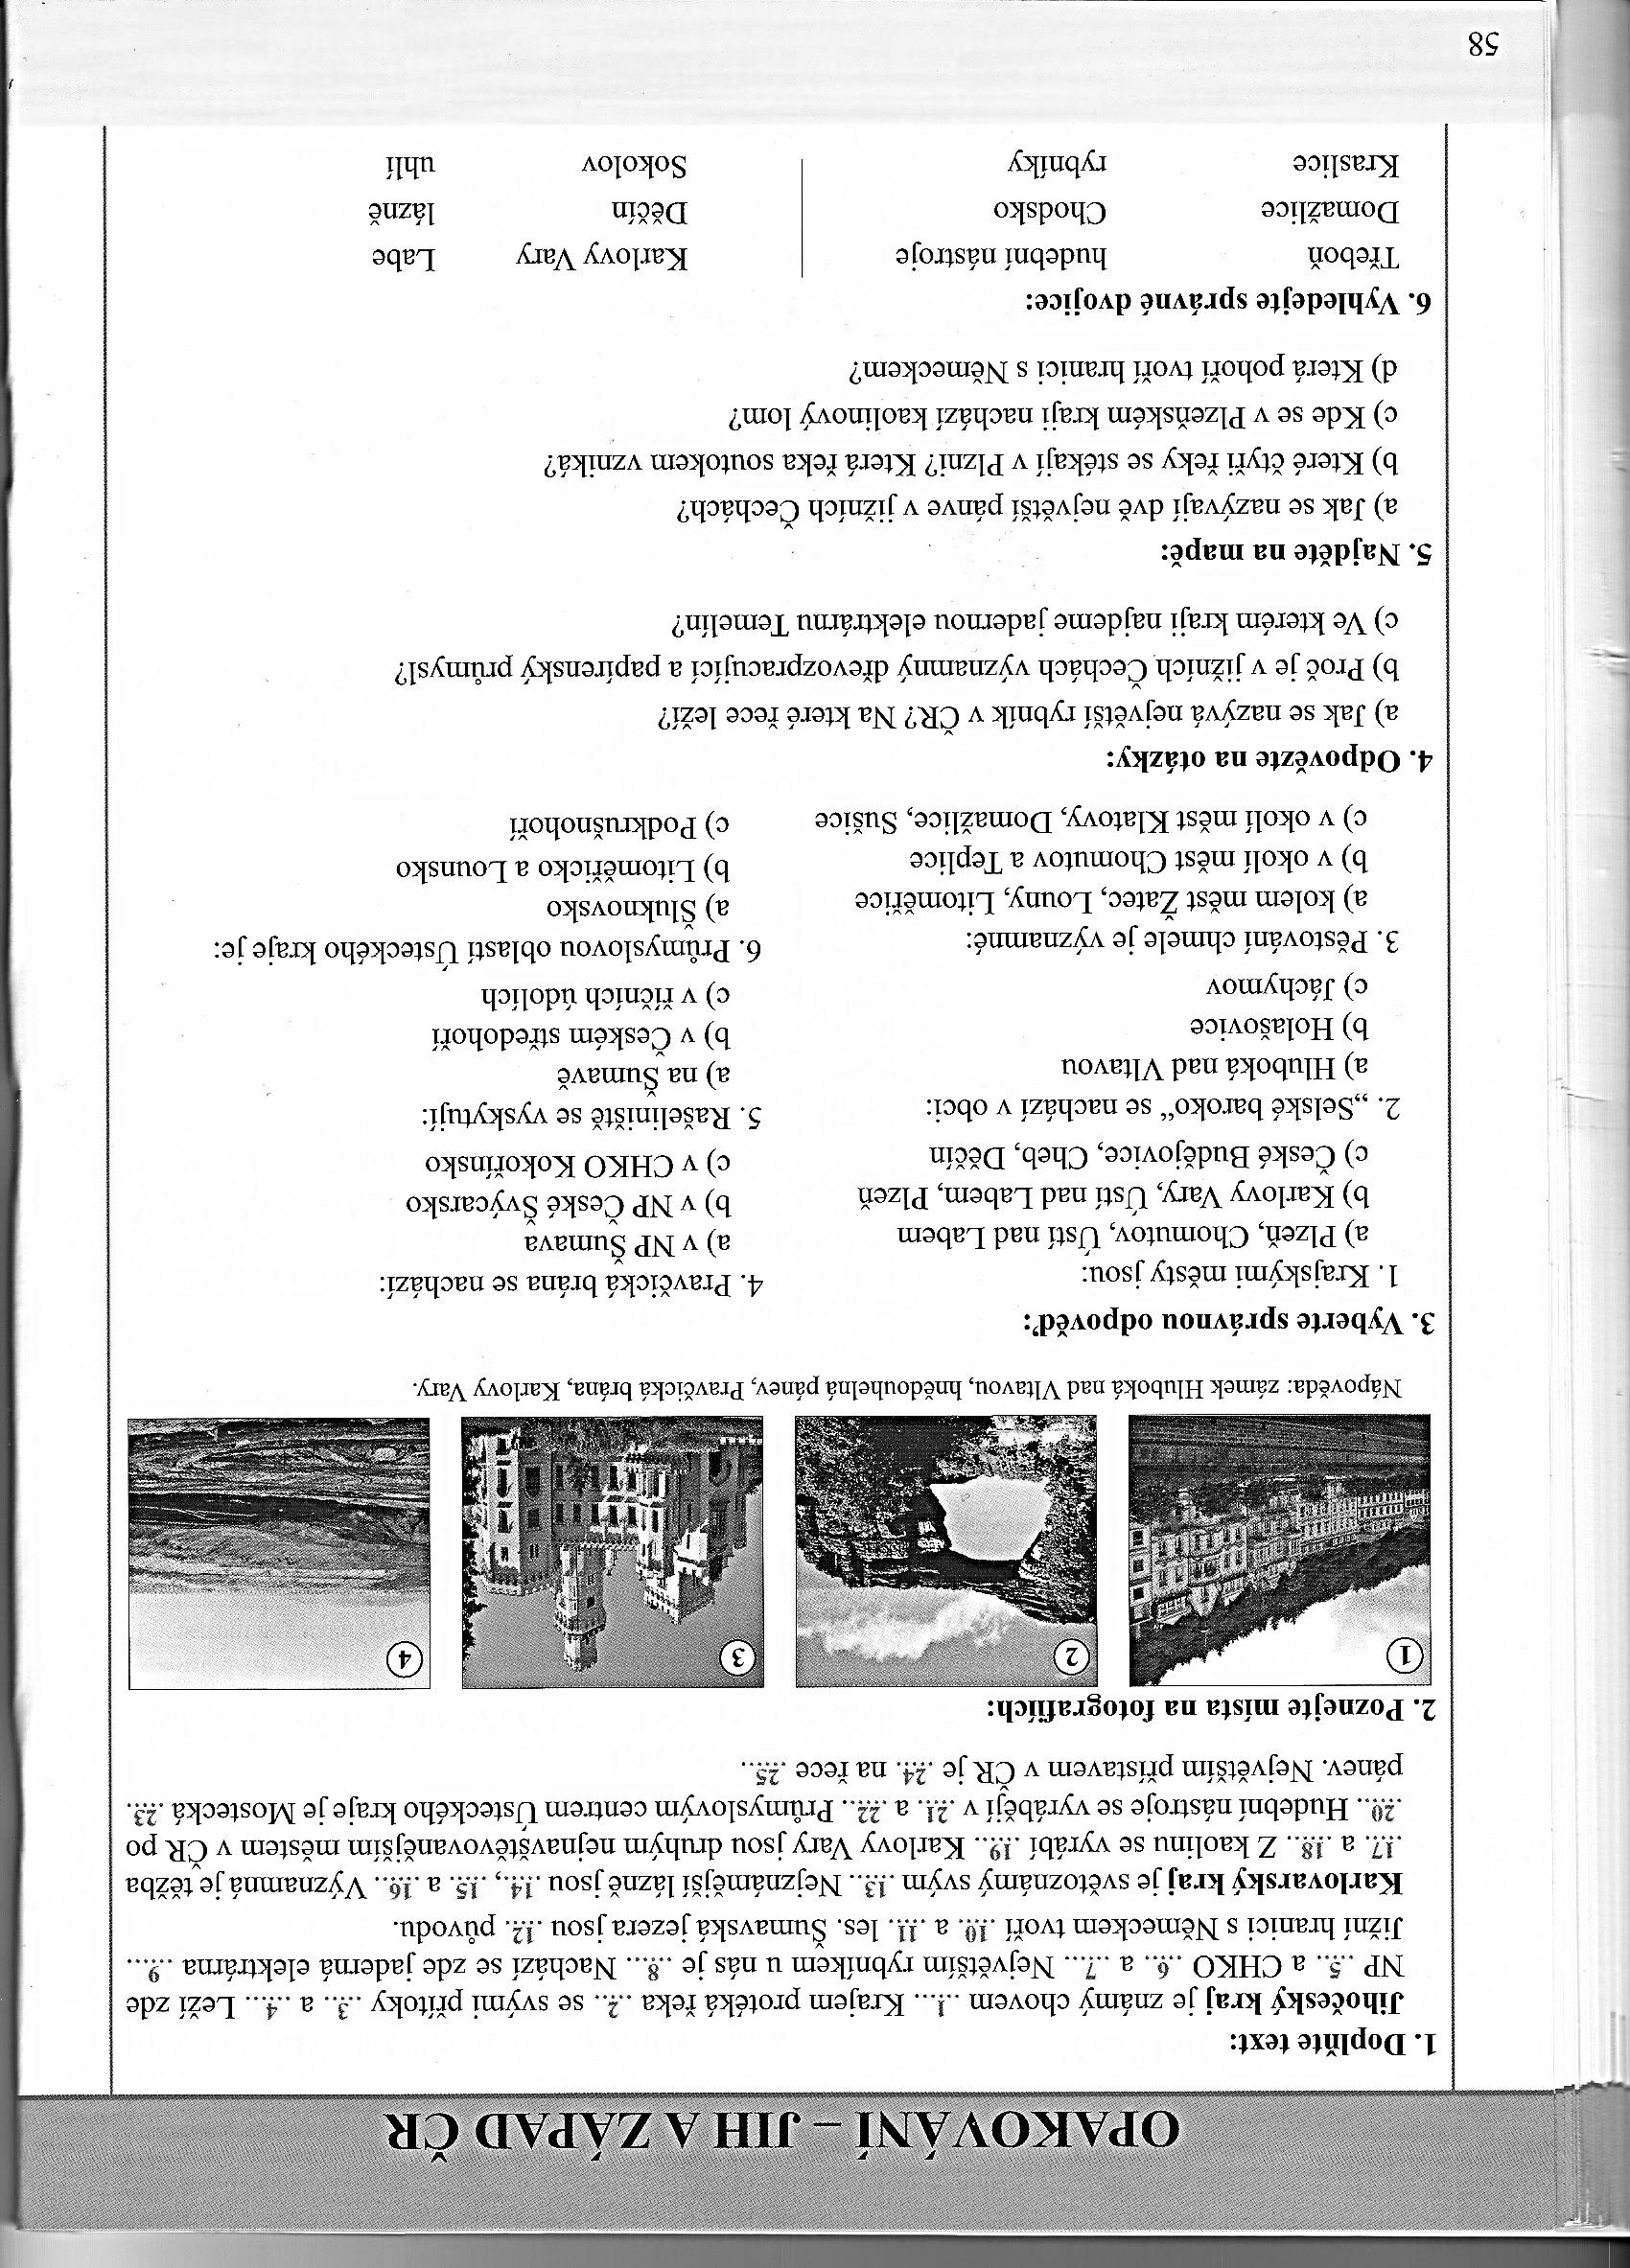 OPAKOVÁNÍ – JIH A ZÁPAD ČR
1. Doplňte text:
Jihočeský kraj je známý chovem ..1... Krajem protéká řeka ..2.. se svými přítoky ..3.. a ..4... Leží zde
NP ..5.. a CHKO ..6.. a ..7... Největším rybníkem u nás je ..8... Nachází se zde jaderná elektrárna ..9...
Jižní hranici s Německem tvoří .10. a .11. les. Šumavská jezera jsou .12. původu.
Karlovarský kraj je světoznámý svým .13.. Nejznámější lázně jsou .14., .15. a .16.. Významná je těžba
.17. a .18.. Z kaolinu se vyrábí .19.. Karlovy Vary jsou druhým nejnavštěvovanějším městem v ČR po
.20.. Hudební nástroje se vyrábějí v .21. a .22.. Průmyslovým centrem Ústeckého kraje je Mostecká .23.
pánev. Největším přístavem v ČR je .24. na řece .25..
2. Poznejte místa na fotografiích:
1
2
3
4
Nápověda: zámek Hluboká nad Vltavou, hnědouhelná pánev, Pravčická brána, Karlovy Vary.
3. Vyberte správnou odpověď:
1. Krajskými městy jsou:
a) Plzeň, Chomutov, Ústí nad Labem
b) Karlovy Vary, Ústí nad Labem, Plzeň
c) České Budějovice, Cheb, Děčín
2. „Selské baroko“ se nachází v obci:
a) Hluboká nad Vltavou
b) Holašovice
c) Jáchymov
3. Pěstování chmele je významné:
a) kolem měst Žatec, Louny, Litoměřice
b) v okolí měst Chomutov a Teplice
c) v okolí měst Klatovy, Domažlice, Sušice
4. Pravčická brána se nachází:
a) v NP Šumava
b) v NP České Švýcarsko
c) v CHKO Kokořínsko
5. Rašeliniště se vyskytují:
a) na Šumavě
b) v Českém středohoří
c) v říčních údolích
6. Průmyslovou oblastí Ústeckého kraje je:
a) Šluknovsko
b) Litoměřicko a Lounsko
c) Podkrušnohoří
4. Odpovězte na otázky:
a) Jak se nazývá největší rybník v ČR? Na které řece leží?
b) Proč je v jižních Čechách významný dřevozpracující a papírenský průmysl?
c) Ve kterém kraji najdeme jadernou elektrárnu Temelín?
5. Najděte na mapě:
a) Jak se nazývají dvě největší pánve v jižních Čechách?
b) Které čtyři řeky se stékají v Plzni? Která řeka soutokem vzniká?
c) Kde se v Plzeňském kraji nachází kaolinový lom?
d) Která pohoří tvoří hranici s Německem?
6. Vyhledejte správné dvojice:
Třeboň hudební nástroje Karlovy Vary Labe
Domažlice Chodsko Děčín lázně
Kraslice rybníky Sokolov uhlí
58